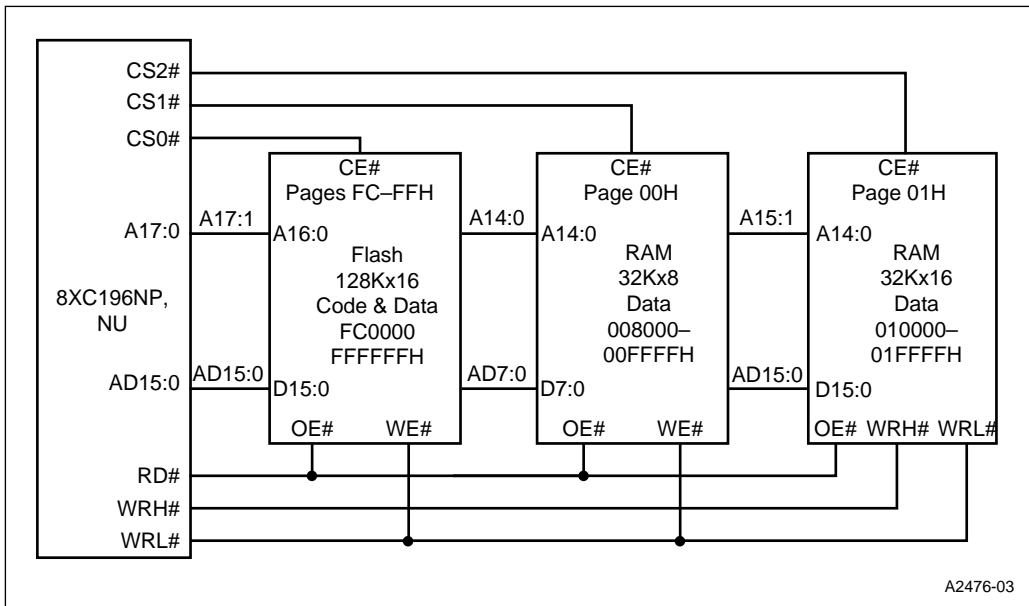 CS2#
CS1#
CS0#
A17:0
8XC196NP,
NU
AD15:0
RD#
WRH#
WRL#
A17:1
AD15:0
CE#
Pages FC–FFH
A16:0
Flash
128Kx16
Code & Data
FC0000
FFFFFFH
D15:0
OE# WE#
A14:0
AD7:0
CE#
Page 00H
A14:0
RAM
32Kx8
Data
008000–
00FFFFH
D7:0
OE# WE#
A15:1
AD15:0
CE#
Page 01H
A14:0
RAM
32Kx16
Data
010000–
01FFFFH
D15:0
OE# WRH# WRL#
A2476-03